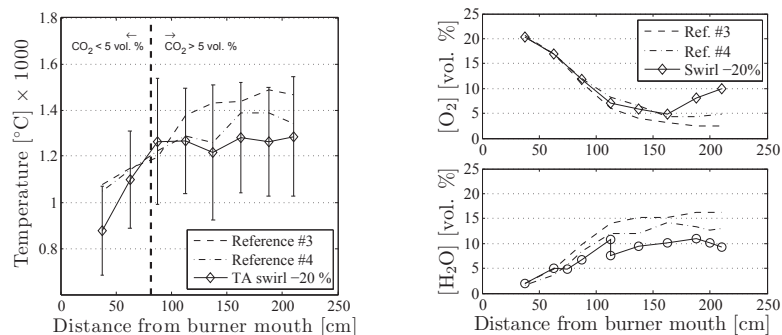 1.8
1.6
1.4
1.2
1
0.8
Temperature [°C] × 1000
← →
CO2 < 5 vol. % CO2 > 5 vol. %
Reference #3
Reference #4
TA swirl −20 %
0 50 100 150 200 250
Distance from burner mouth [cm]
25
20
15
10
5
0
[O2] [vol. %]
Ref. #3
Ref. #4
Swirl −20%
0 50 100 150 200 250
25
20
15
10
5
0
[H2O] [vol. %]
0 50 100 150 200 250
Distance from burner mouth [cm]